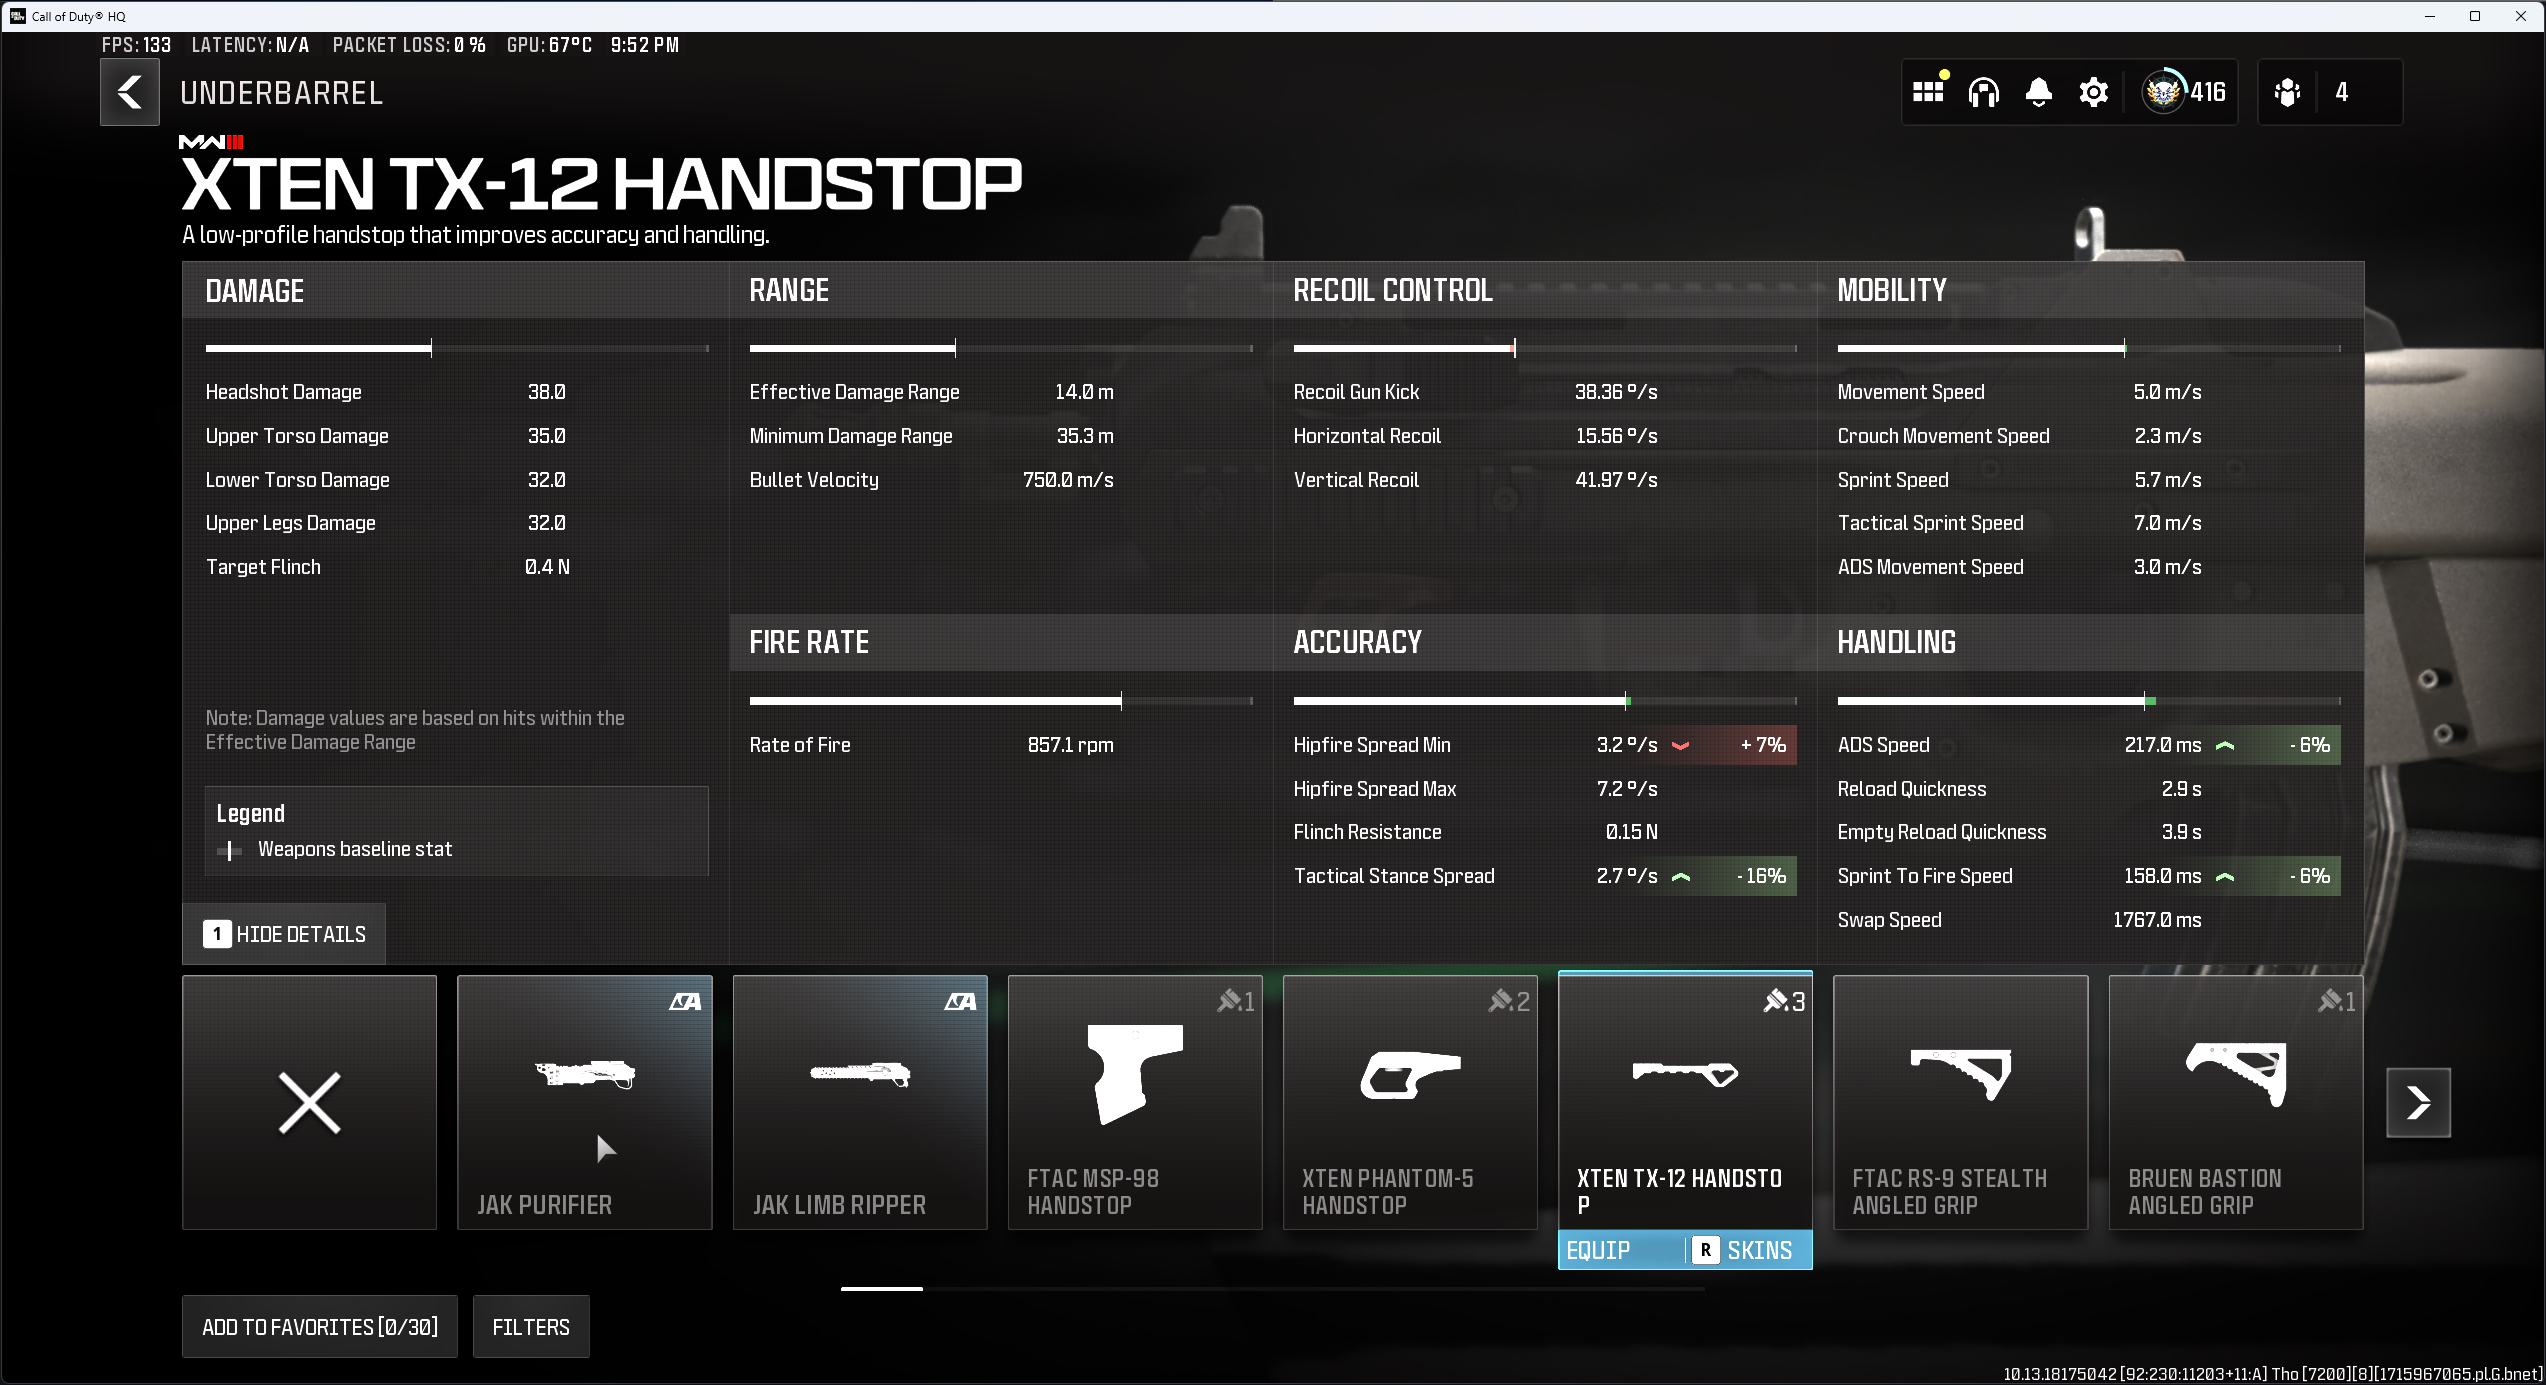 Call of Duty® HQ
FPS: 133 LATENCY: N/A PACKET LOSS: 0 % GPU: 67°C 9:52 PM
UNDERBARREL
416
4
MWIII
XTEN TX-12 HANDSTOP
A low-profile handstop that improves accuracy and handling.
DAMAGE
Headshot Damage 38.0
Upper Torso Damage 35.0
Lower Torso Damage 32.0
Upper Legs Damage 32.0
Target Flinch 0.4 N
Note: Damage values are based on hits within the
Effective Damage Range
Legend
Weapons baseline stat
1 HIDE DETAILS
RANGE
Effective Damage Range 14.0 m
Minimum Damage Range 35.3 m
Bullet Velocity 750.0 m/s
FIRE RATE
Rate of Fire 857.1 rpm
RECOIL CONTROL
Recoil Gun Kick 38.36 º/s
Horizontal Recoil 15.56 º/s
Vertical Recoil 41.97 º/s
ACCURACY
Hipfire Spread Min 3.2 º/s + 7%
Hipfire Spread Max 7.2 º/s
Flinch Resistance 0.15 N
Tactical Stance Spread 2.7 º/s - 16%
MOBILITY
Movement Speed 5.0 m/s
Crouch Movement Speed 2.3 m/s
Sprint Speed 5.7 m/s
Tactical Sprint Speed 7.0 m/s
ADS Movement Speed 3.0 m/s
HANDLING
ADS Speed 217.0 ms - 6%
Reload Quickness 2.9 s
Empty Reload Quickness 3.9 s
Sprint To Fire Speed 158.0 ms - 6%
Swap Speed 1767.0 ms
JAK PURIFIER
JAK LIMB RIPPER
1
FTAC MSP-98
HANDSTOP
2
XTEN PHANTOM-5
HANDSTOP
3
XTEN TX-12 HANDSTO
P
EQUIP R SKINS
FTAC RS-9 STEALTH
ANGLED GRIP
1
BRUEN BASTION
ANGLED GRIP
ADD TO FAVORITES [0/30]
FILTERS
10.13.18175042 [92:230:11203+11:A] Tho [7200][8][1715967065.pl.G.bnet]